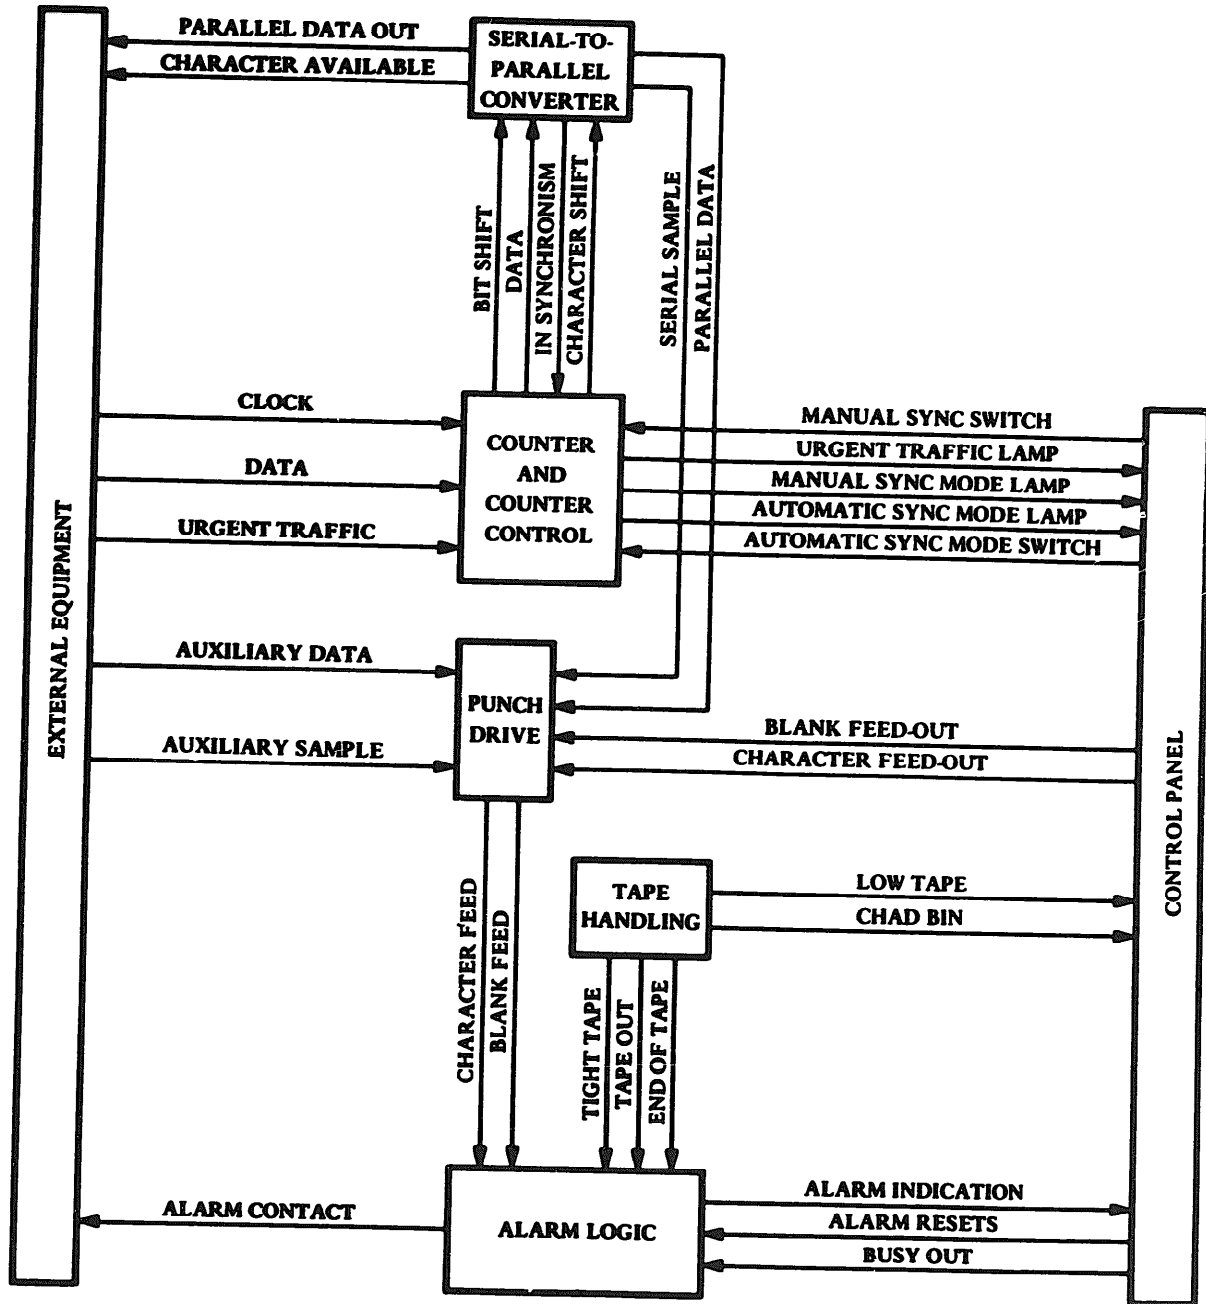 PARALLEL DATA OUT
CHARACTER AVAILABLE
SERIAL-TO-
PARALLEL
CONVERTER
BIT SHIFT
DATA
IN SYNCHRONISM
CHARACTER SHIFT
SERIAL SAMPLE
PARALLEL DATA
CLOCK
DATA
URGENT TRAFFIC
COUNTER
AND
COUNTER
CONTROL
MANUAL SYNC SWITCH
URGENT TRAFFIC LAMP
MANUAL SYNC MODE LAMP
AUTOMATIC SYNC MODE LAMP
AUTOMATIC SYNC MODE SWITCH
EXTERNAL EQUIPMENT
AUXILIARY DATA
AUXILIARY SAMPLE
PUNCH
DRIVE
BLANK FEED-OUT
CHARACTER FEED-OUT
CONTROL PANEL
TAPE
HANDLING
LOW TAPE
CHAD BIN
CHARACTER FEED
BLANK FEED
TIGHT TAPE
TAPE OUT
END OF TAPE
ALARM CONTACT
ALARM LOGIC
ALARM INDICATION
ALARM RESETS
BUSY OUT